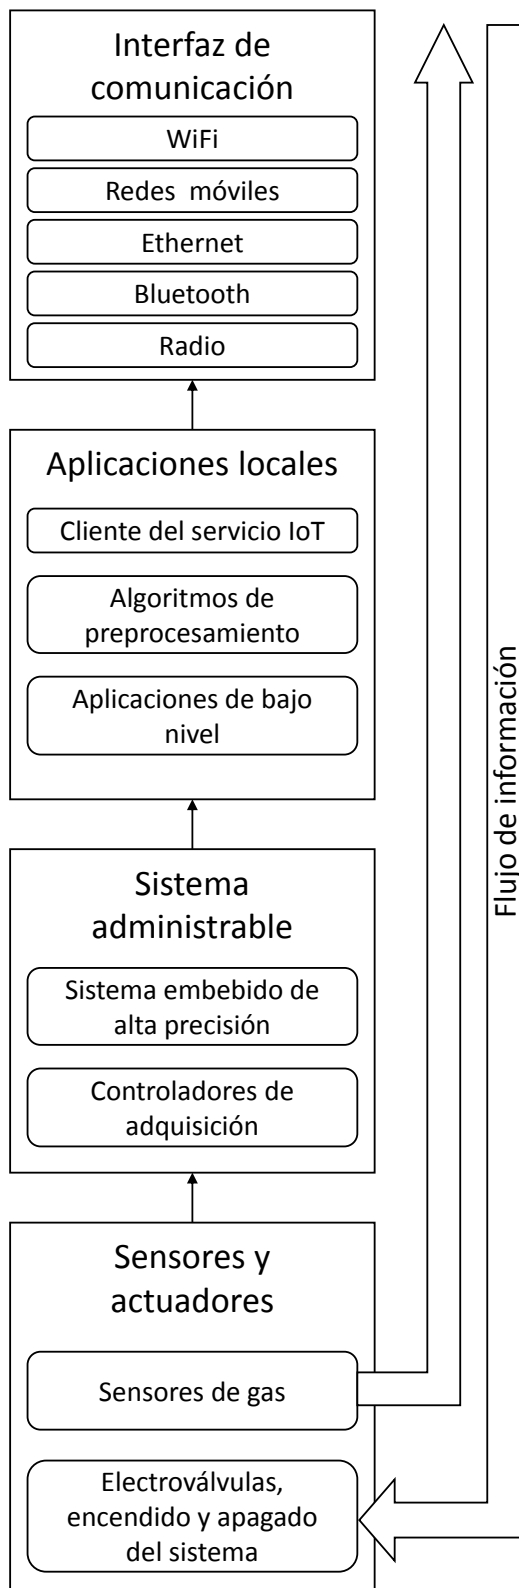 Interfaz de
comunicación
WiFi
Redes móviles
Ethernet
Bluetooth
Radio
Aplicaciones locales
Cliente del servicio IoT
Algoritmos de
preprocesamiento
Aplicaciones de bajo
nivel
Sistema
administrable
Sistema embebido de
alta precisión
Controladores de
adquisición
Sensores y
actuadores
Sensores de gas
Electroválvulas,
encendido y apagado
del sistema
Flujo de información